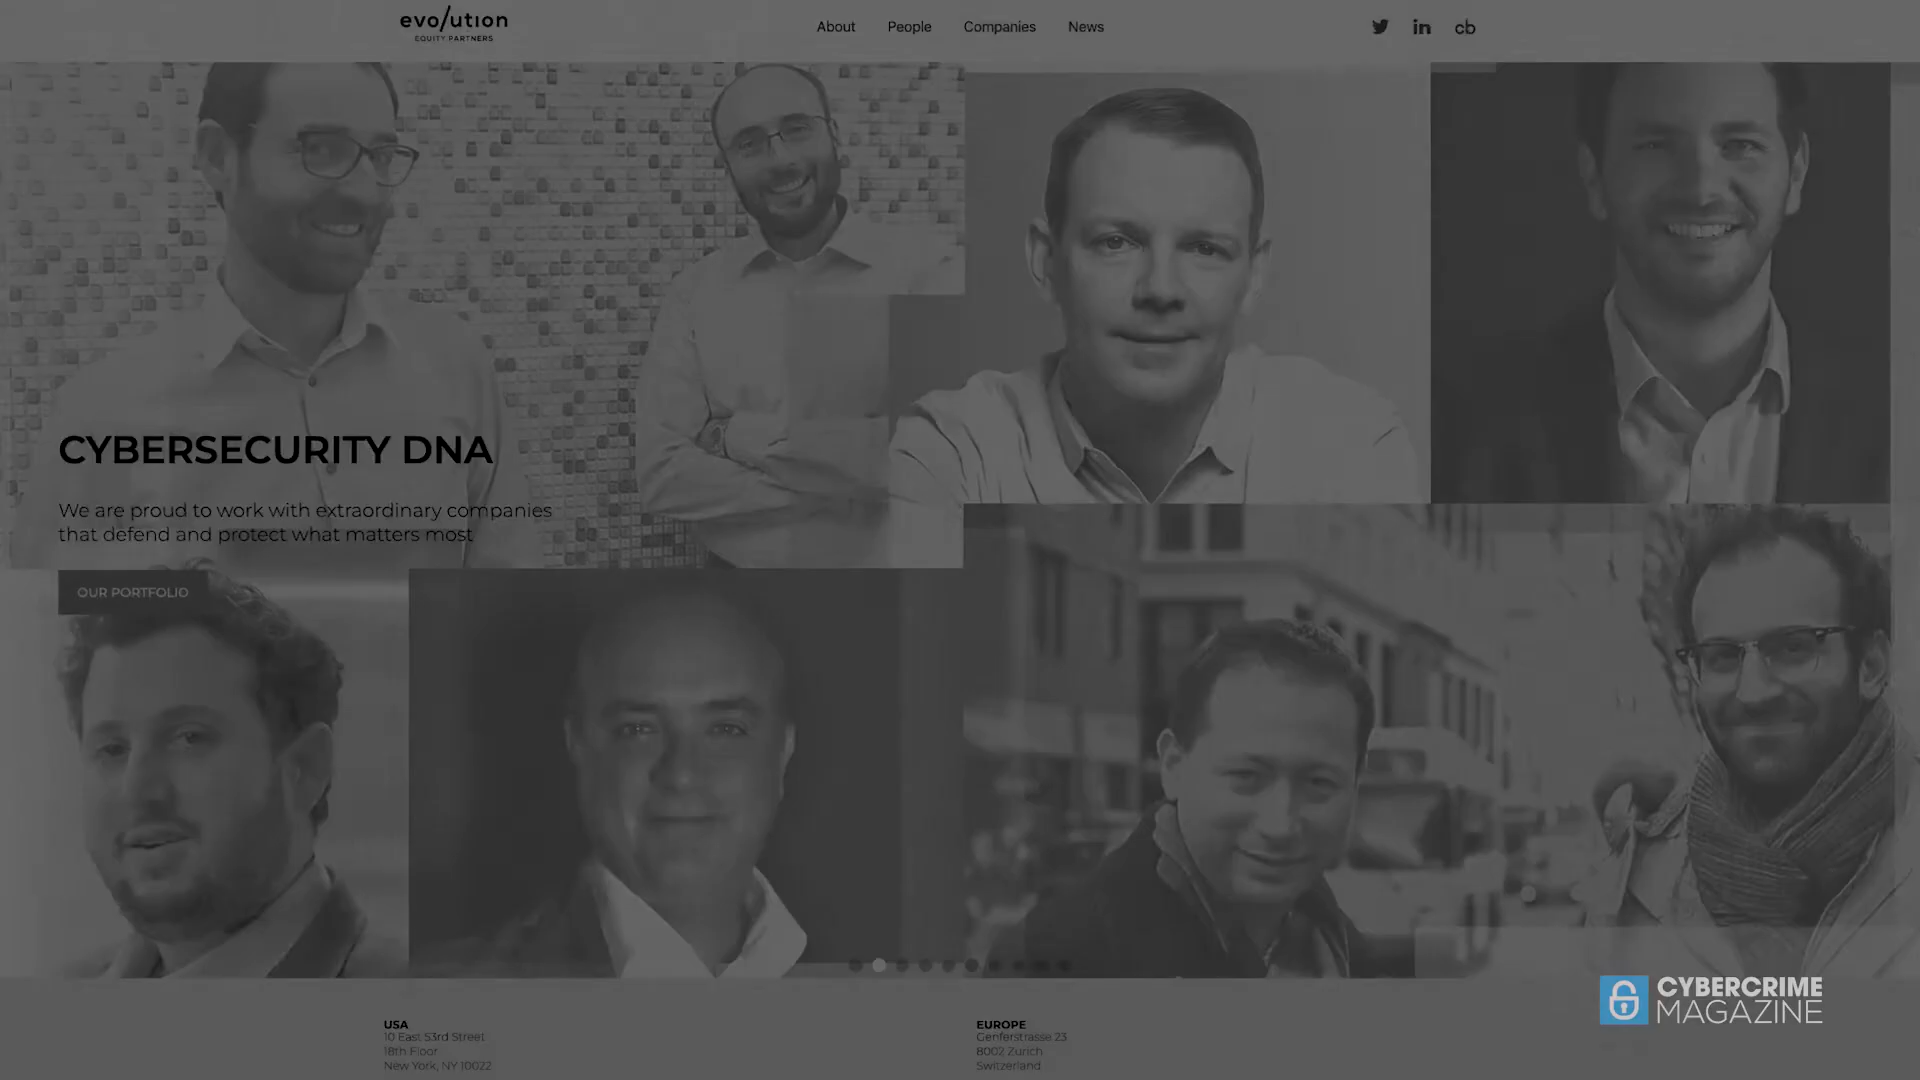 evolution
EQUITY PARTNERS
About
People
Companies
News
in
cb
CYBERSECURITY DNA
We are proud to work with extraordinary companies
that defend and protect what matters most
OUR PORTFOLIO
CYBERCRIME
MAGAZINE
USA
10 East 53rd Street
18th Floor
New York, NY 10022
EUROPE
Genferstrasse 23
8002 Zurich
Switzerland